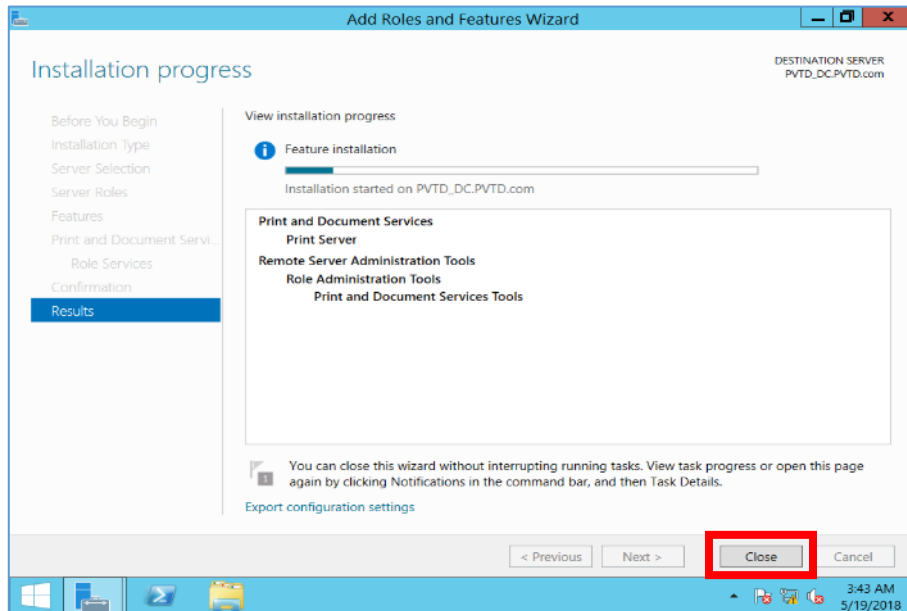 Add Roles and Features Wizard
Installation progress
DESTINATION SERVER
PVTD_DC.PVTD.com
Before You Begin
Installation Type
Server Selection
Server Roles
Features
Print and Document Servi...
Role Services
Confirmation
Results
View installation progress
Feature installation
Installation started on PVTD_DC.PVTD.com
Print and Document Services
Print Server
Remote Server Administration Tools
Role Administration Tools
Print and Document Services Tools
1
You can close this wizard without interrupting running tasks. View task progress or open this page
again by clicking Notifications in the command bar, and then Task Details.
Export configuration settings
< Previous
Next >
Close
Cancel
3:43 AM
5/19/2018